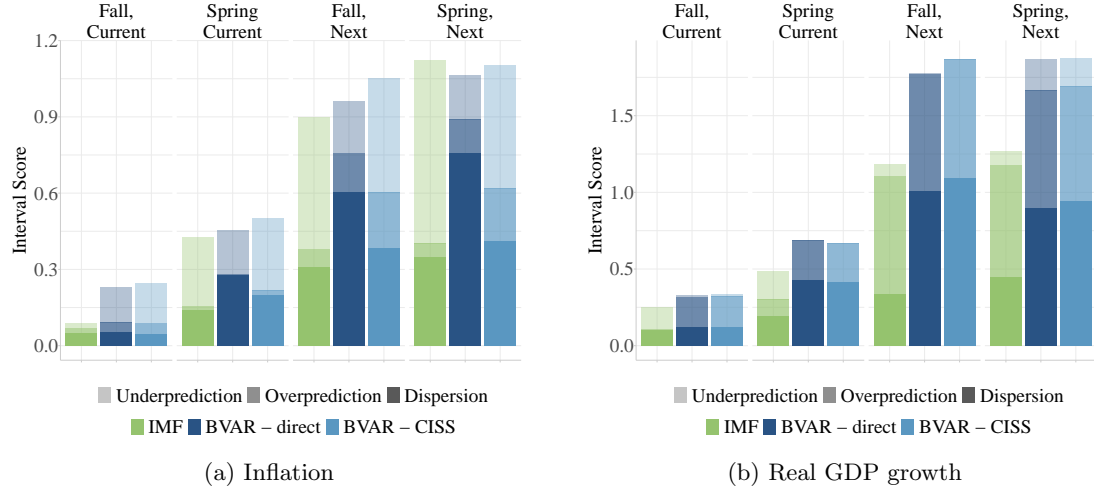 Fall, Current
Spring Current
Fall, Next
Spring, Next
Interval Score
1.2
0.9
0.6
0.3
0.0
Underprediction Overprediction Dispersion
IMF BVAR − direct BVAR − CISS
(a) Inflation
Fall, Current
Spring Current
Fall, Next
Spring, Next
Interval Score
1.5
1.0
0.5
0.0
Underprediction Overprediction Dispersion
IMF BVAR − direct BVAR − CISS
(b) Real GDP growth